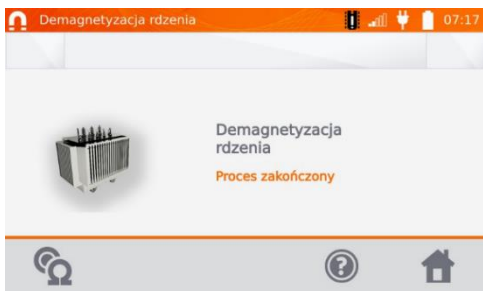 Demagnetyzacja rdzenia
07:17
Demagnetyzacja
rdzenia
Proces zakończony